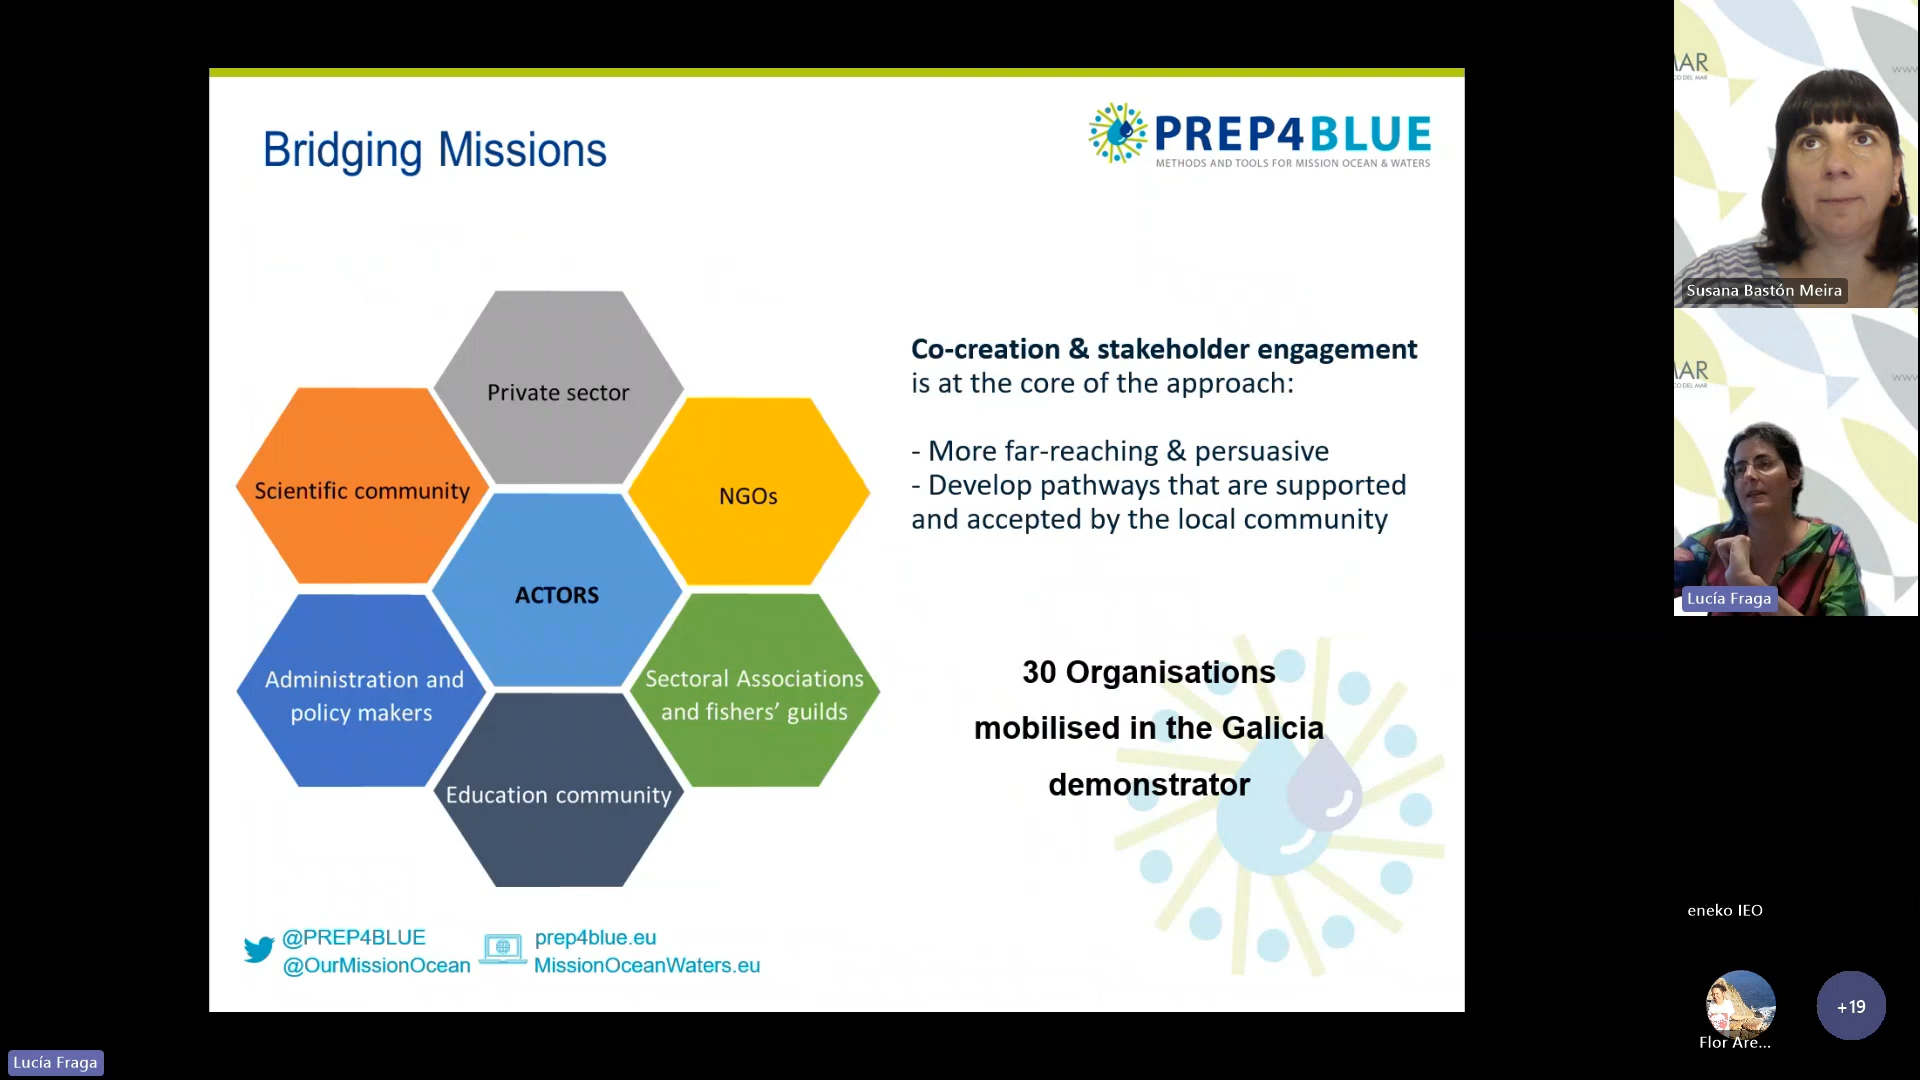 Bridging Missions
PREP4BLUE
METHODS AND TOOLS FOR MISSION OCEAN & WATERS
Private sector
Scientific community
NGOs
ACTORS
Administration and
policy makers
Sectoral Associations
and fishers’ guilds
Education community
Co-creation & stakeholder engagement
is at the core of the approach:
- More far-reaching & persuasive
- Develop pathways that are supported
and accepted by the local community
30 Organisations
mobilised in the Galicia
demonstrator
@PREP4BLUE
@OurMissionOcean
prep4blue.eu
MissionOceanWaters.eu
Susana Bastón Meira
Lucía Fraga
eneko IEO
Flor Are...
+19
Lucía Fraga